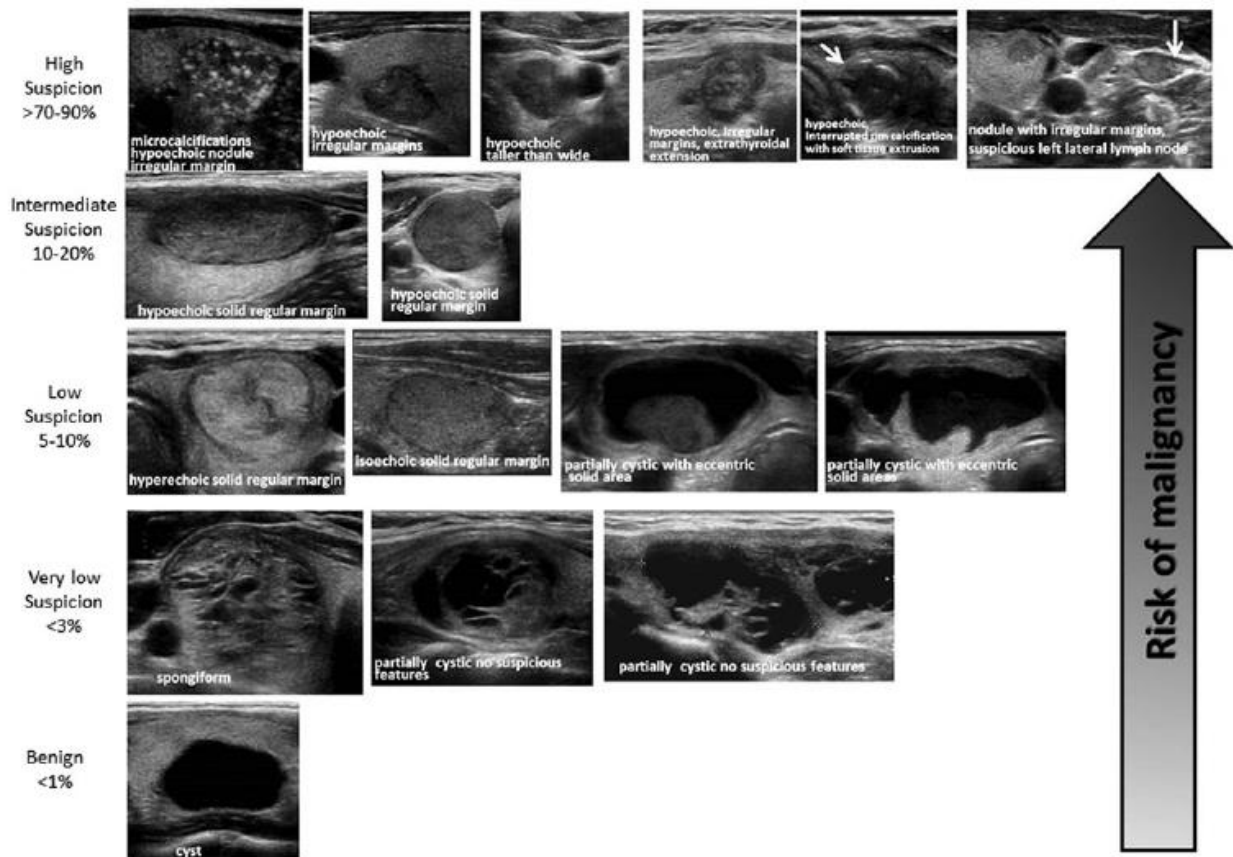 High
Suspicion
>70-90%
microcalcifications
hypoechoic nodule
irregular margin
hypoechoic
irregular margins
hypoechoic
taller than wide
hypoechoic, irregular
margins, extrathyroidal
extension
hypoechoic,
interrupted rim calcification
with soft tissue extrusion
nodule with irregular margins,
suspicious left lateral lymph node
Intermediate
Suspicion
10-20%
hypoechoic solid regular margin
hypoechoic solid
regular margin
Low
Suspicion
5-10%
hyperechoic solid regular margin
isoechoic solid regular margin
partially cystic with eccentric
solid area
partially cystic with eccentric
solid areas
Very low
Suspicion
<3%
spongiform
partially cystic no suspicious
features
partially cystic no suspicious features
Benign
<1%
cyst
Risk of malignancy